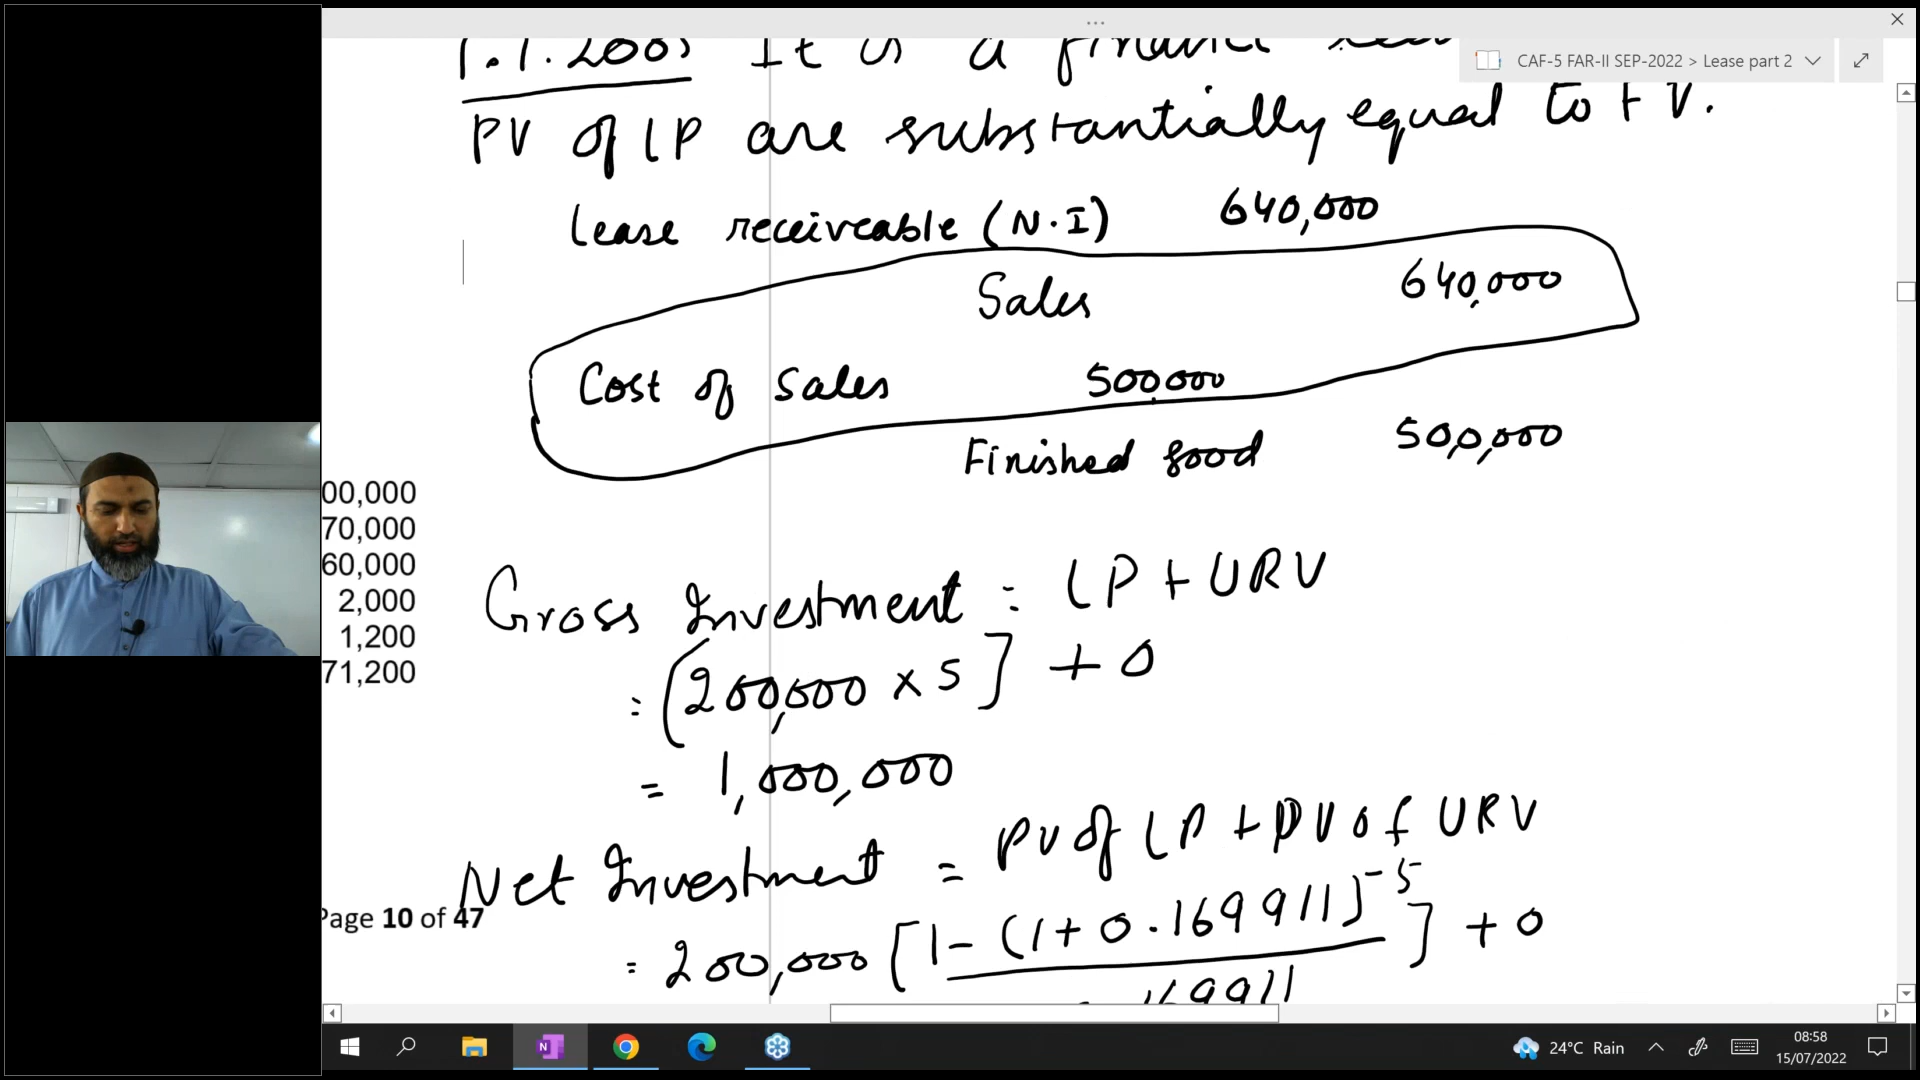 CAF-5 FAR-II SEP-2022 > Lease part 2
It is a finance
PV of LP are substantially equal to FV.
Lease receiveable (N.I) 640,000
Sales 640,000
Cost of Sales 500,000
Finished good 500,000
00,000
70,000
60,000
2,000
1,200
71,200
Gross Investment = LP + URV
= [200,000 x 5] + 0
= 1,000,000
Net Investment = PV of LP + PV of URV
= 200,000 [1 - (1 + 0.169911)-5] + 0
169911
Page 10 of 47
24°C Rain
08:58
15/07/2022